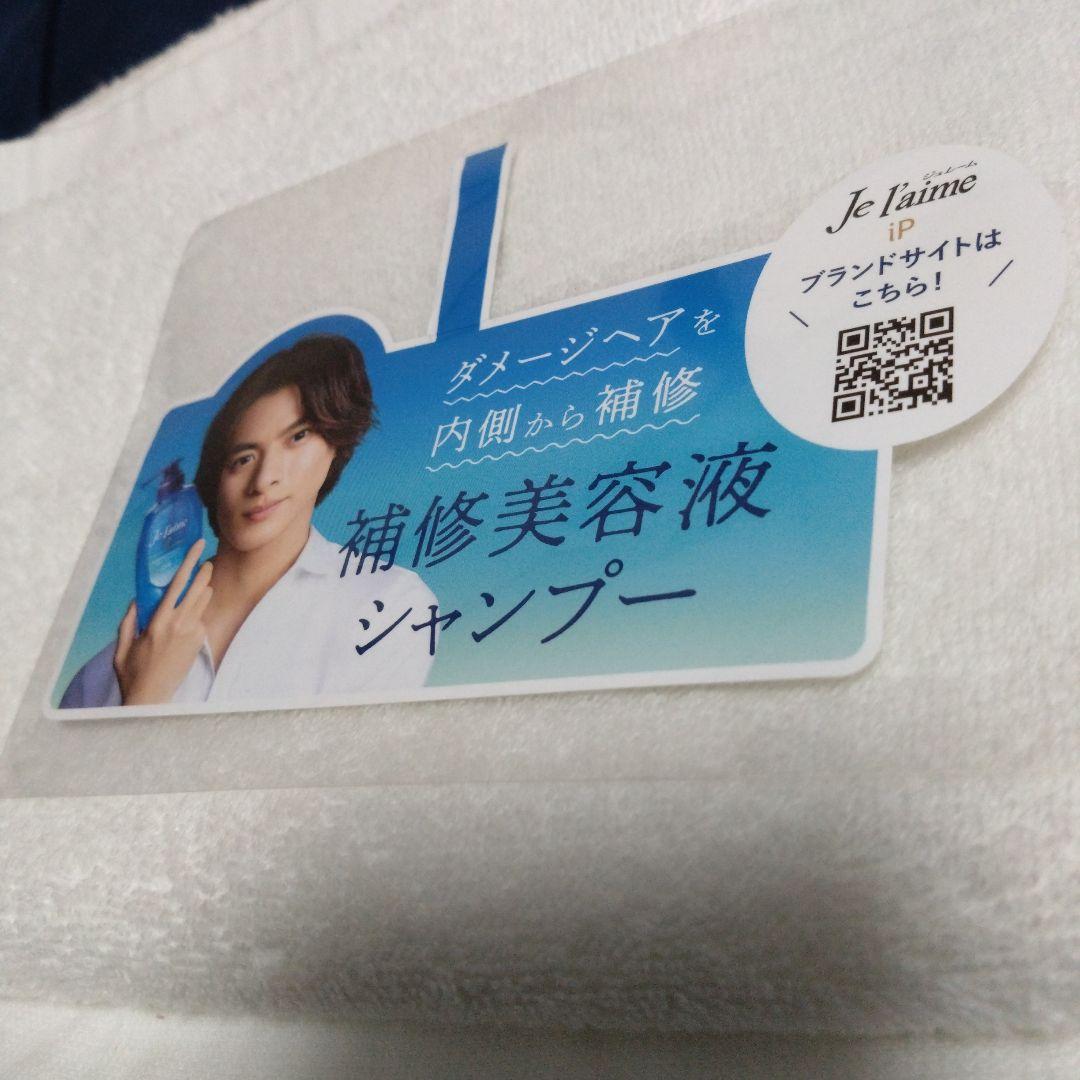 ダメージヘアを
内側から補修
補修美容液
シャンプー
ジュレーム
Je l'aime
iP
ブランドサイトは
こちら!
Je l'aime